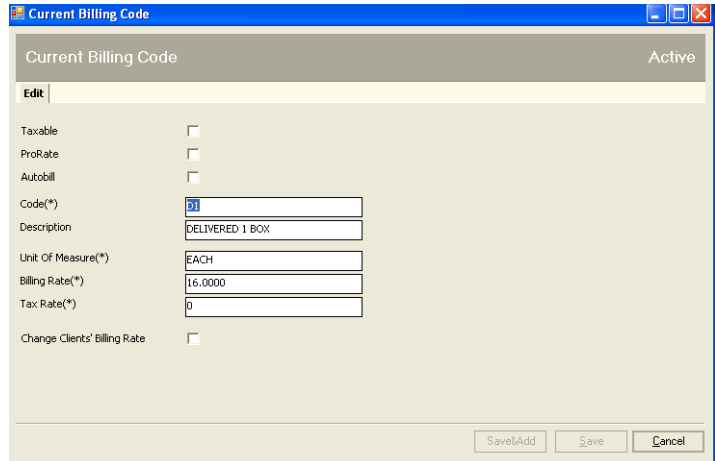 Current Billing Code
Current Billing Code Active
Edit
Taxable
ProRate
Autobill
Code(*) D1
Description DELIVERED 1 BOX
Unit Of Measure(*) EACH
Billing Rate(*) 16.0000
Tax Rate(*) 0
Change Clients' Billing Rate
Save&Add Save Cancel